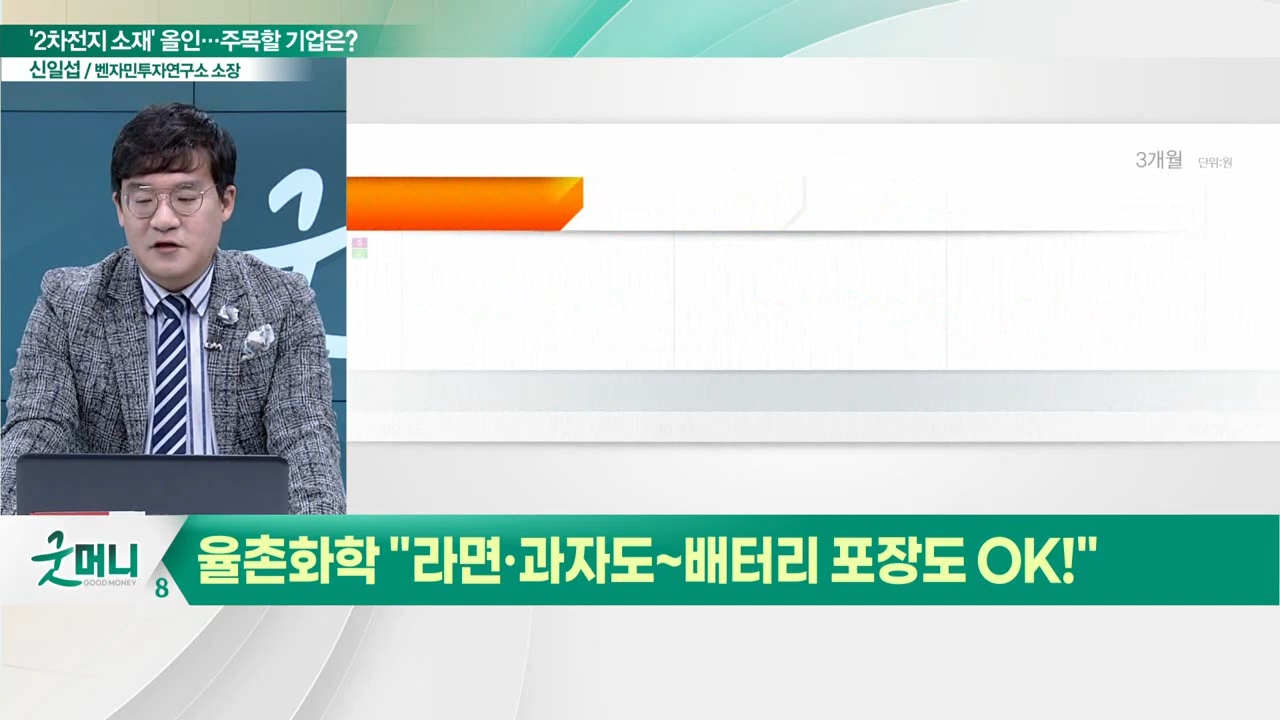 '2차전지 소재' 올인…주목할 기업은?
신일섭 / 벤자민투자연구소 소장
3개월 단위:원
굿머니
GOOD MONEY
8
율촌화학 "라면·과자도~배터리 포장도 OK!"